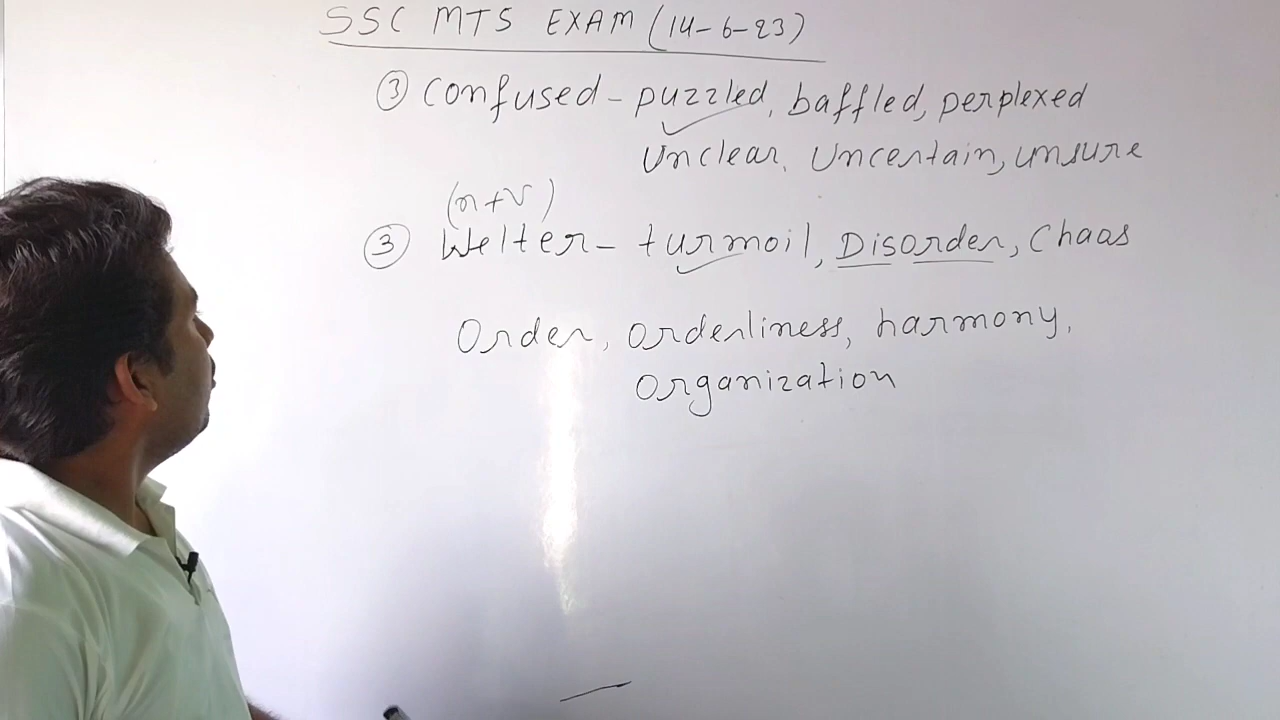 SSC MTS EXAM (14-6-23)
③ Confused - puzzled, baffled, perplexed
Unclear, Uncertain, unsure
(n+v)
③ Welter - turmoil, Disorder, Chaos
Order, orderliness, harmony,
Organization